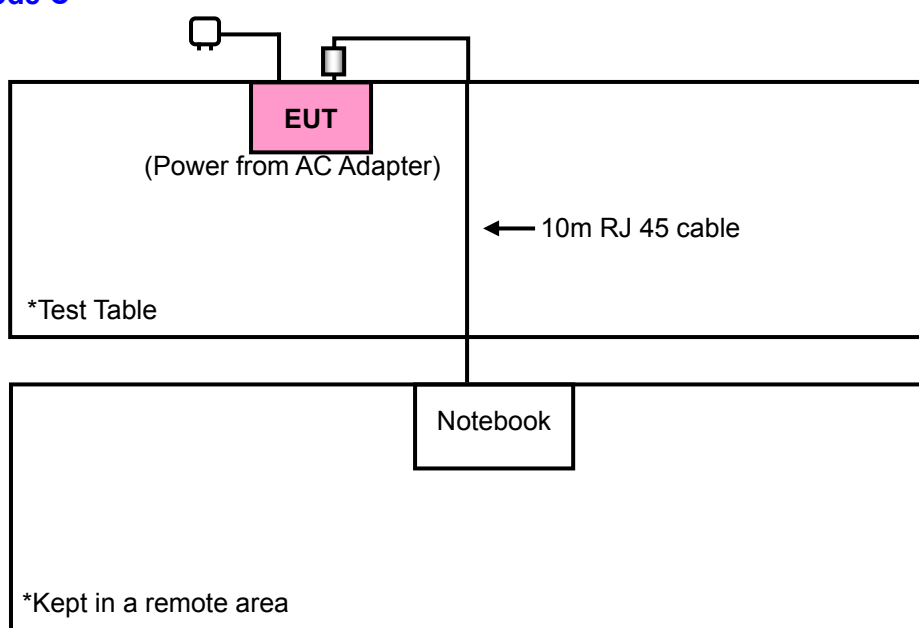 EUT
(Power from AC Adapter)
10m RJ 45 cable
*Test Table
Notebook
*Kept in a remote area